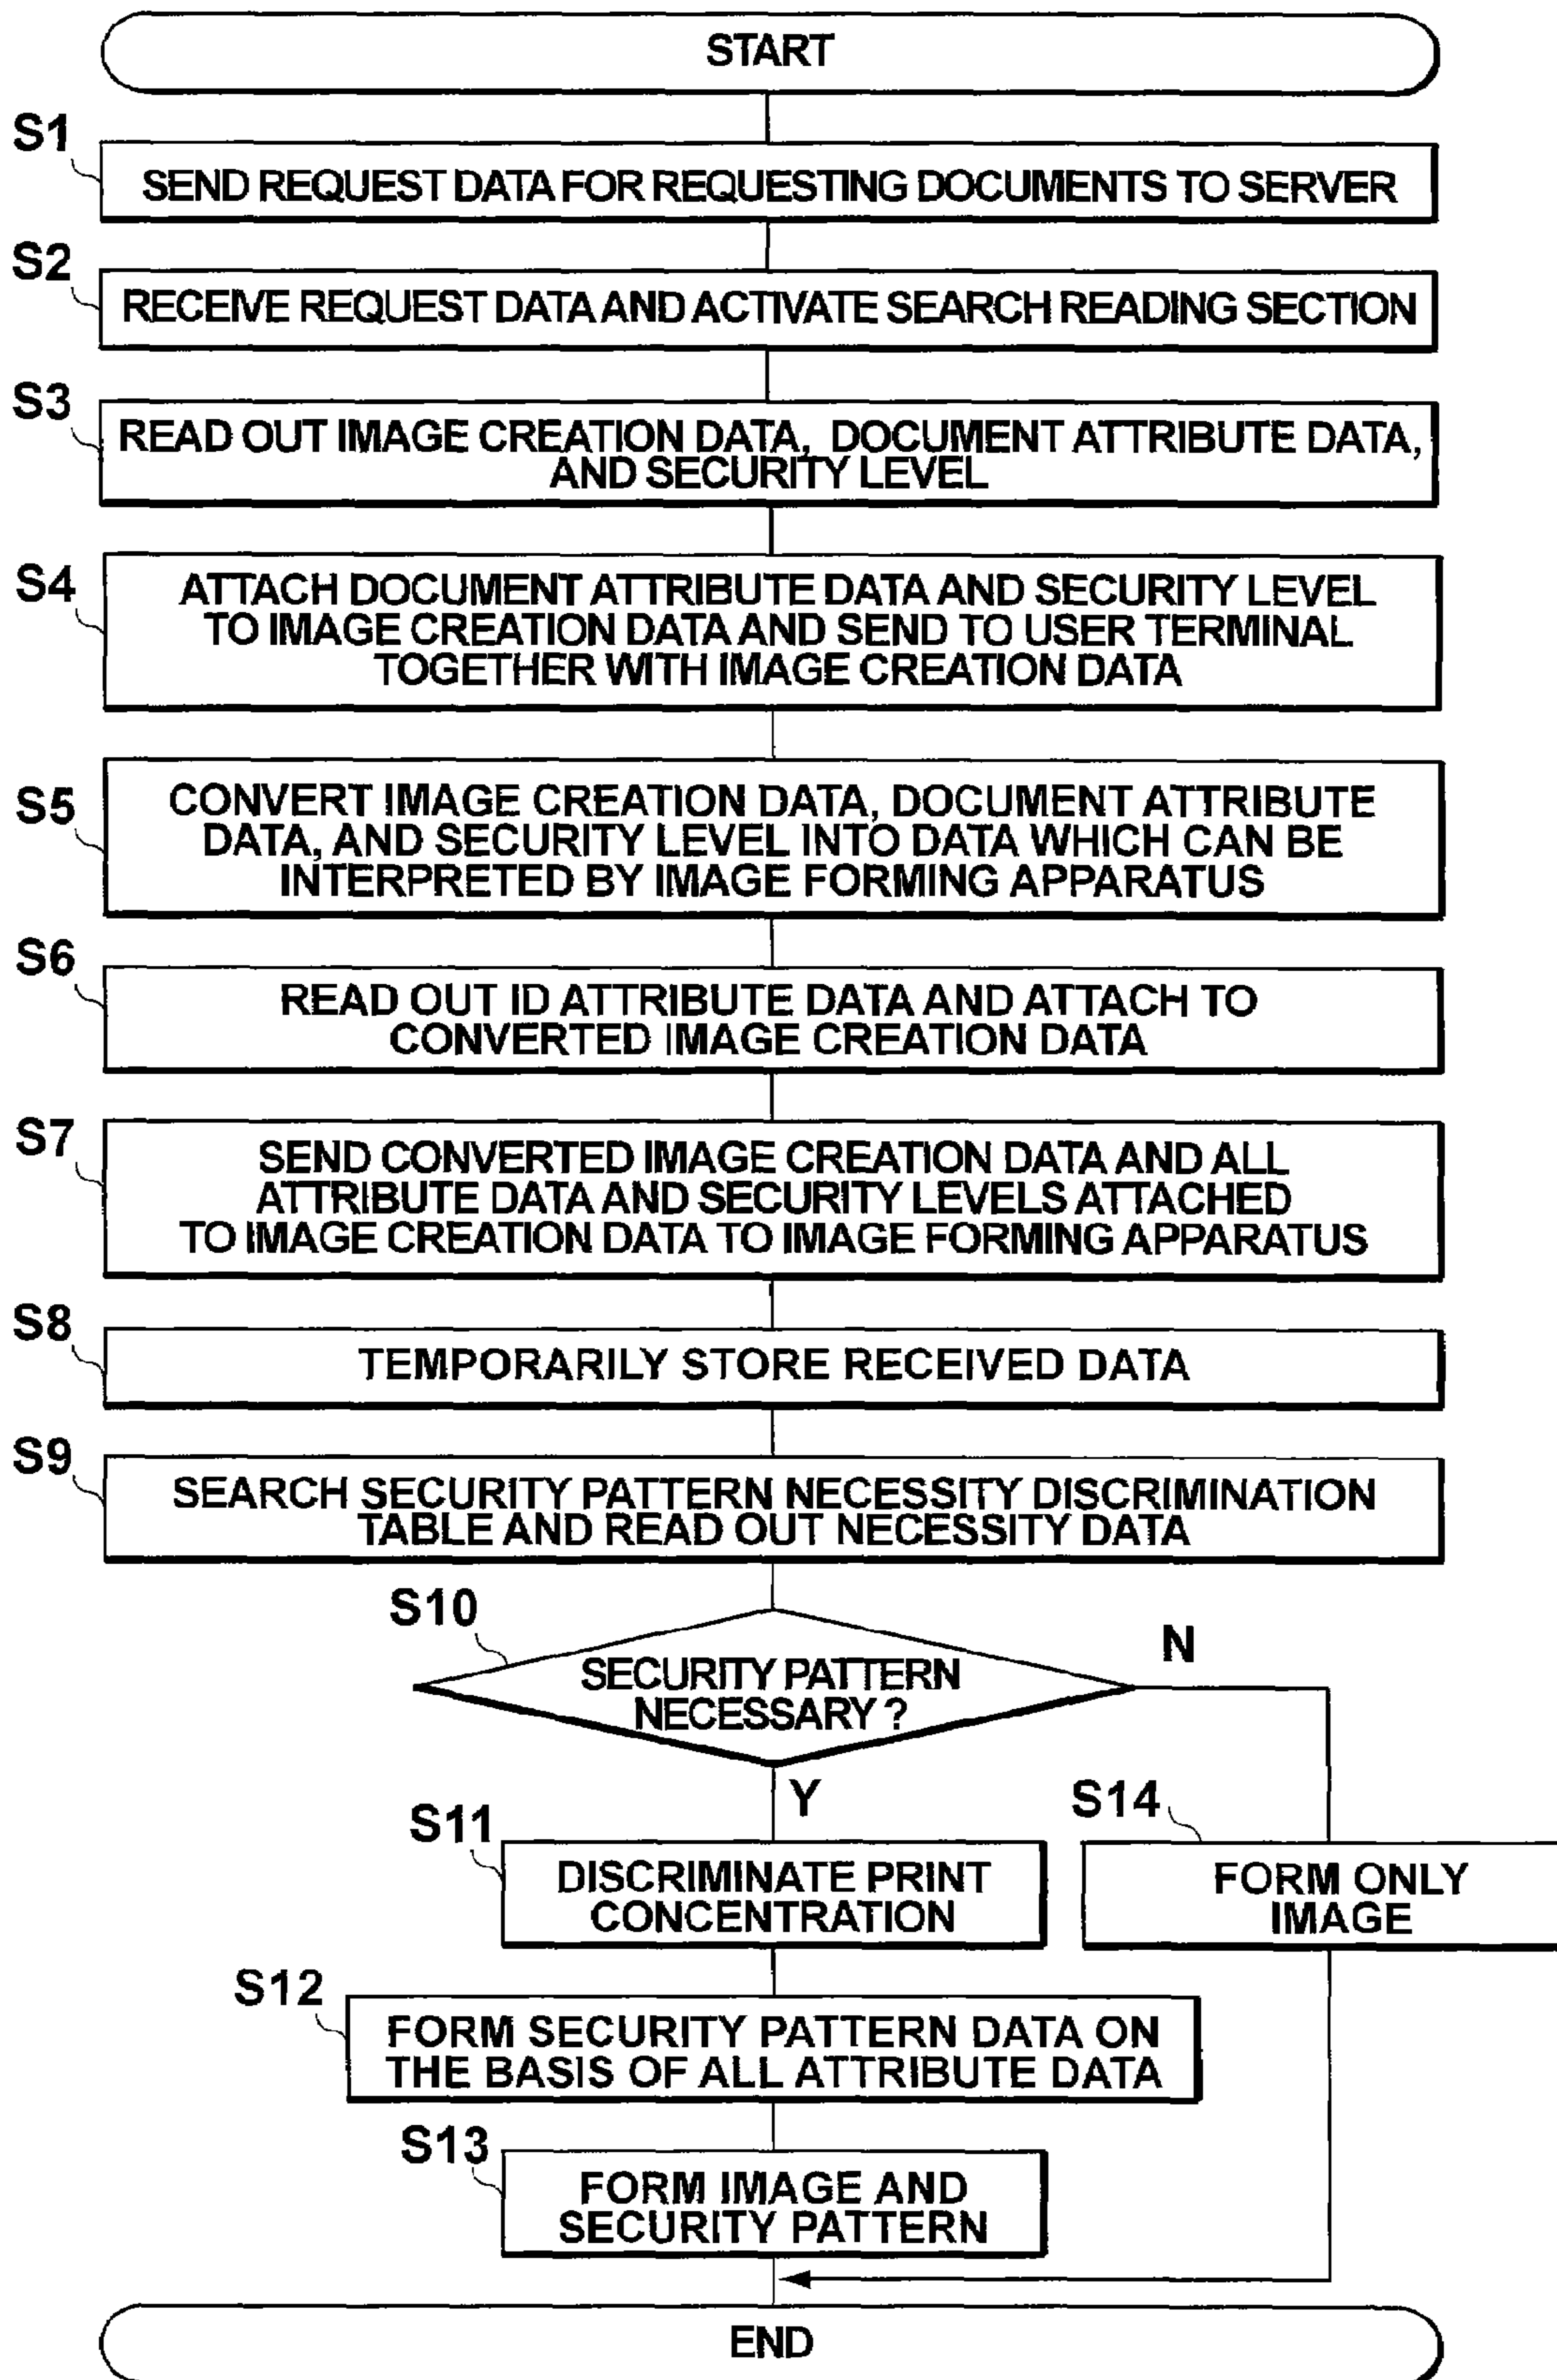 START
S1
SEND REQUEST DATA FOR REQUESTING DOCUMENTS TO SERVER
S2
RECEIVE REQUEST DATA AND ACTIVATE SEARCH READING SECTION
S3
READ OUT IMAGE CREATION DATA, DOCUMENT ATTRIBUTE DATA,
AND SECURITY LEVEL
S4
ATTACH DOCUMENT ATTRIBUTE DATA AND SECURITY LEVEL
TO IMAGE CREATION DATA AND SEND TO USER TERMINAL
TOGETHER WITH IMAGE CREATION DATA
S5
CONVERT IMAGE CREATION DATA, DOCUMENT ATTRIBUTE
DATA, AND SECURITY LEVEL INTO DATA WHICH CAN BE
INTERPRETED BY IMAGE FORMING APPARATUS
S6
READ OUT ID ATTRIBUTE DATA AND ATTACH TO
CONVERTED IMAGE CREATION DATA
S7
SEND CONVERTED IMAGE CREATION DATA AND ALL
ATTRIBUTE DATA AND SECURITY LEVELS ATTACHED
TO IMAGE CREATION DATA TO IMAGE FORMING APPARATUS
S8
TEMPORARILY STORE RECEIVED DATA
S9
SEARCH SECURITY PATTERN NECESSITY DISCRIMINATION
TABLE AND READ OUT NECESSITY DATA
S10
SECURITY PATTERN
NECESSARY ?
N
Y
S11
DISCRIMINATE PRINT
CONCENTRATION
S14
FORM ONLY
IMAGE
S12
FORM SECURITY PATTERN DATA ON
THE BASIS OF ALL ATTRIBUTE DATA
S13
FORM IMAGE AND
SECURITY PATTERN
END